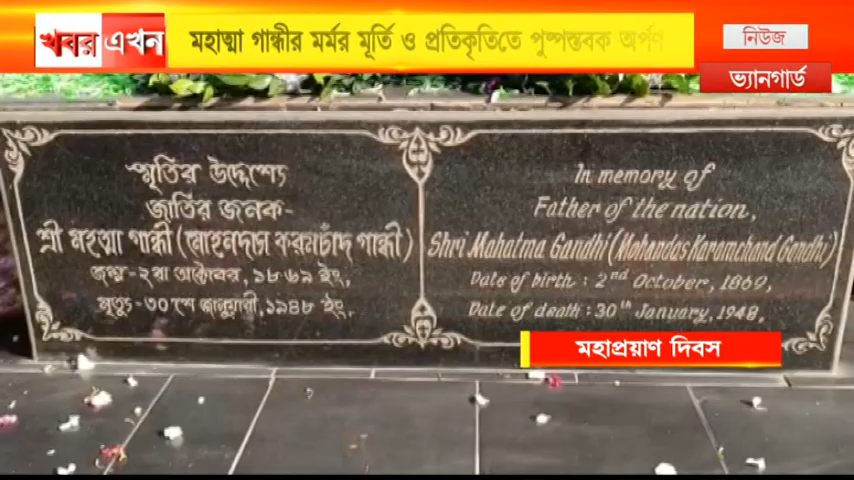 খবর এখন
মহাত্মা গান্ধীর মর্মর মূর্তি ও প্রতিকৃতিতে পুষ্পস্তবক অর্পণ
নিউজ
ভ্যানগার্ড
স্মৃতির উদ্দেশ্যে
জাতির জনক-
শ্রী মহাত্মা গান্ধী (মোহনদাস করমচাঁদ গান্ধী)
জন্ম-২রা অক্টোবর, ১৮৬৯ ইং,
মৃত্যু-৩০শে জানুয়ারী, ১৯৪৮ ইং,
In memory of
Father of the nation,
Shri Mahatma Gandhi (Mohandas Karamchand Gandhi)
Date of birth : 2nd October, 1869,
Date of death : 30th January, 1948,
মহাপ্রয়াণ দিবস